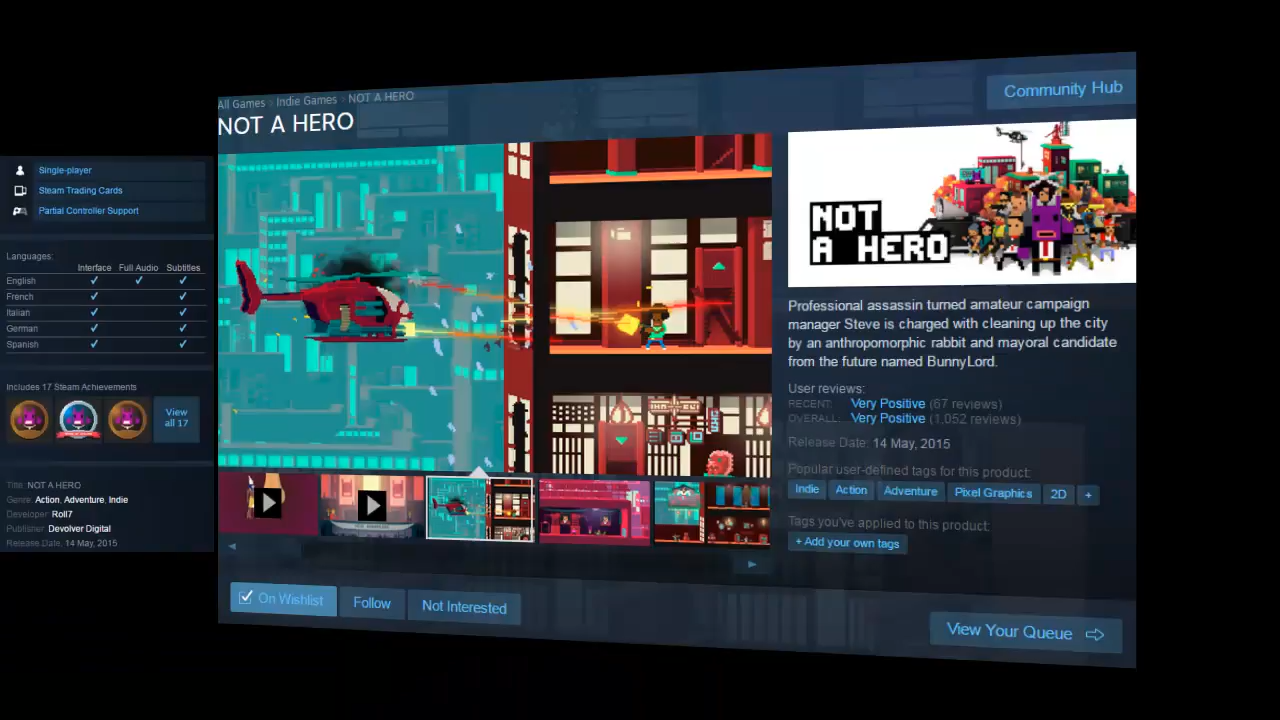 All Games > Indie Games > NOT A HERO
NOT A HERO
Community Hub
Single-player
Steam Trading Cards
Partial Controller Support
Languages:
Interface Full Audio Subtitles
English ✓ ✓ ✓
French ✓ ✓
Italian ✓ ✓
German ✓ ✓
Spanish ✓ ✓
Includes 17 Steam Achievements
View
all 17
Title: NOT A HERO
Genre: Action, Adventure, Indie
Developer: Roll7
Publisher: Devolver Digital
Release Date: 14 May, 2015
NOT
A HERO
Professional assassin turned amateur campaign
manager Steve is charged with cleaning up the city
by an anthropomorphic rabbit and mayoral candidate
from the future named BunnyLord.
User reviews:
RECENT: Very Positive (67 reviews)
OVERALL: Very Positive (1,052 reviews)
Release Date: 14 May, 2015
Popular user-defined tags for this product:
Indie Action Adventure Pixel Graphics 2D +
Tags you've applied to this product:
+ Add your own tags
On Wishlist Follow Not Interested
View Your Queue